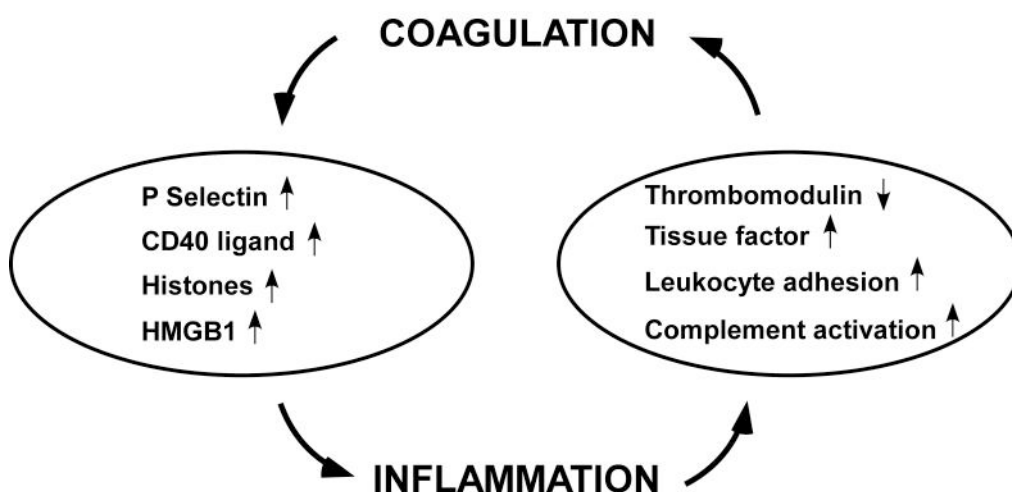 COAGULATION
P Selectin ↑
CD40 ligand ↑
Histones ↑
HMGB1 ↑
Thrombomodulin ↓
Tissue factor ↑
Leukocyte adhesion ↑
Complement activation ↑
INFLAMMATION